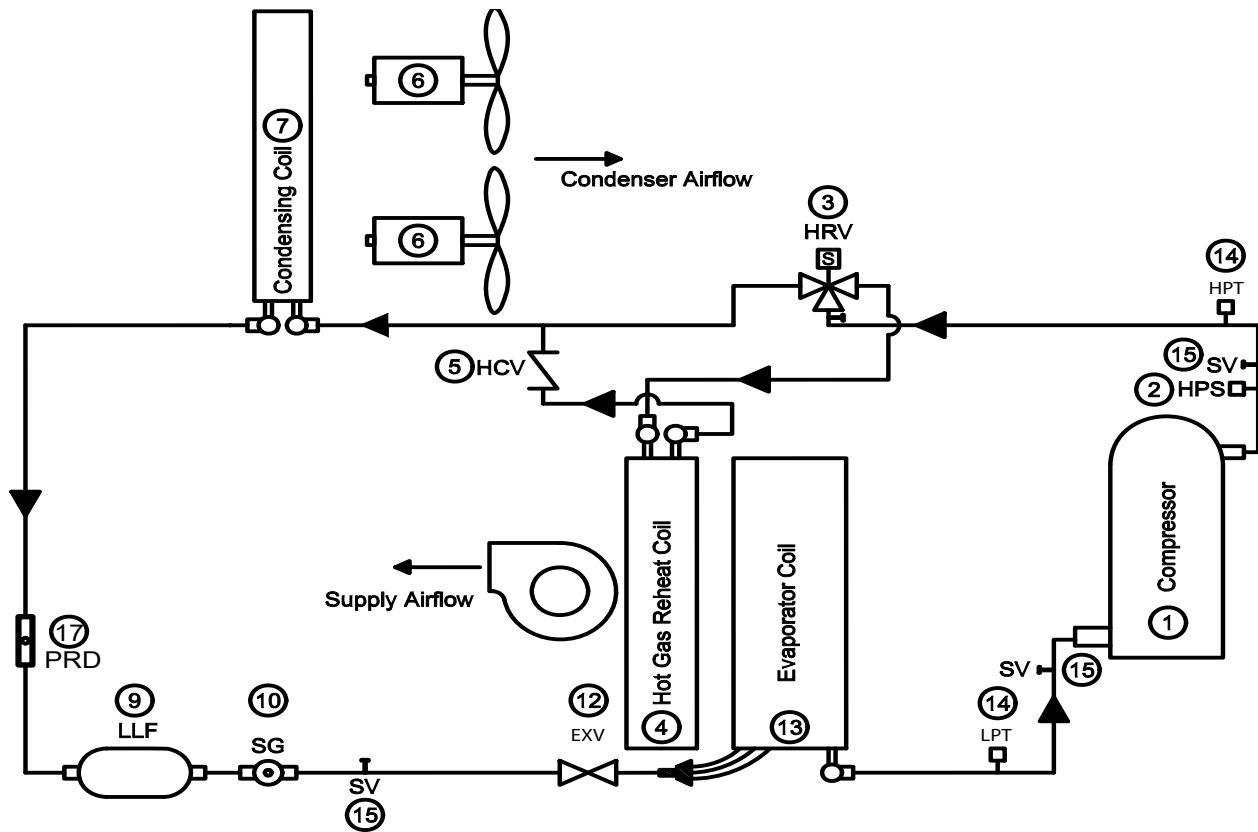 6
7
Condensing Coil
Condenser Airflow
6
3
HRV
S
14
HPT
15
SV
2 HPS
5 HCV
Compressor
1
Hot Gas Reheat Coil
4
Evaporator Coil
13
Supply Airflow
17
PRD
SV 15
14
LPT
9
LLF
10
SG
12
EXV
SV
15